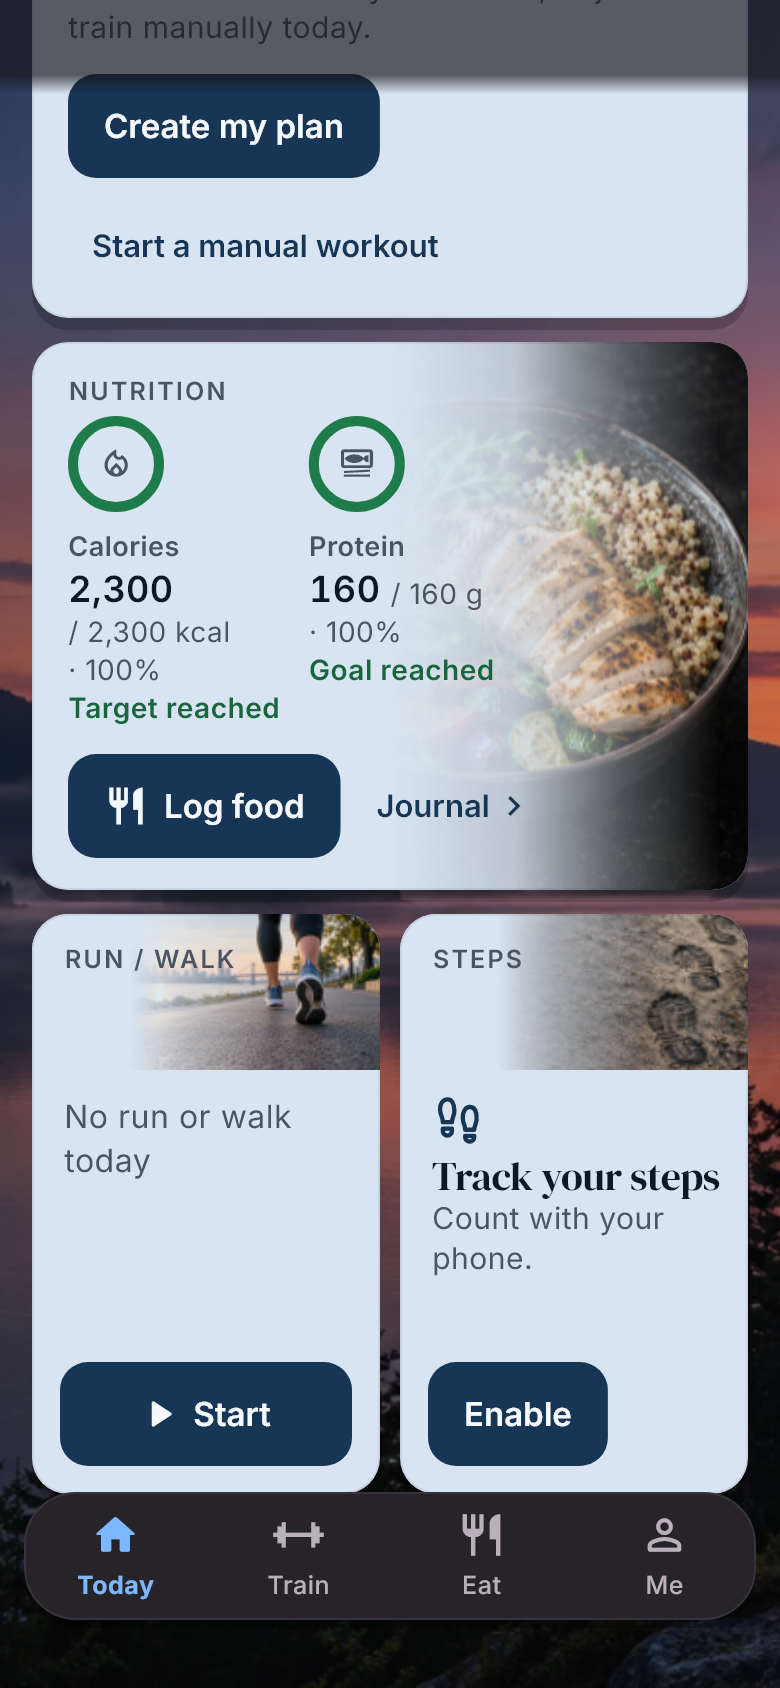 train manually today.
Create my plan
Start a manual workout
NUTRITION
Calories
2,300
/ 2,300 kcal
· 100%
Target reached
Protein
160 / 160 g
· 100%
Goal reached
Log food
Journal
RUN / WALK
No run or walk
today
Start
STEPS
Track your steps
Count with your
phone.
Enable
Today
Train
Eat
Me